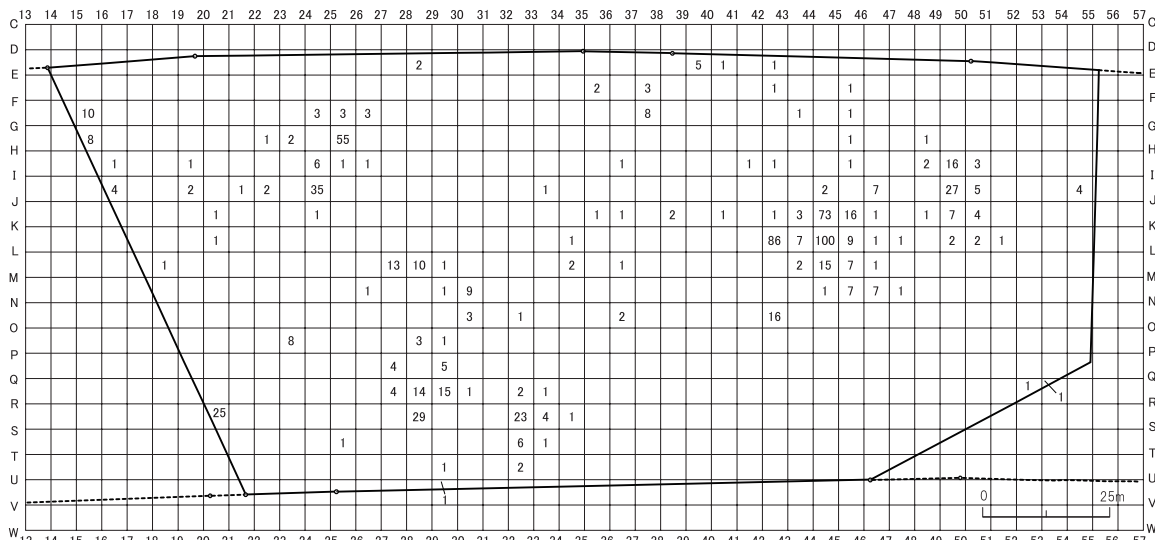 13 14 15 16 17 18 19 20 21 22 23 24 25 26 27 28 29 30 31 32 33 34 35 36 37 38 39 40 41 42 43 44 45 46 47 48 49 50 51 52 53 54 55 56 57
C C
D D
2 5 1 1
E E
2 3 1 1
F F
10 3 3 3 8 1 1
G G
8 1 2 55 1 1
H H
1 1 6 1 1 1 1 1 1 2 16 3
I I
4 2 1 2 35 1 2 7 27 5 4
J J
1 1 1 1 2 1 1 3 73 16 1 1 7 4
K K
1 1 86 7 100 9 1 1 2 2 1
L L
1 13 10 1 2 1 2 15 7 1
M M
1 1 9 1 7 7 1
N N
3 1 2 16
O O
8 3 1
P P
4 5
Q Q
4 14 15 1 2 1 1 1
R R
25 29 23 4 1
S S
1 6 1
T T
1 2
U U
1
V V
0 25m
W W
13 14 15 16 17 18 19 20 21 22 23 24 25 26 27 28 29 30 31 32 33 34 35 36 37 38 39 40 41 42 43 44 45 46 47 48 49 50 51 52 53 54 55 56 57